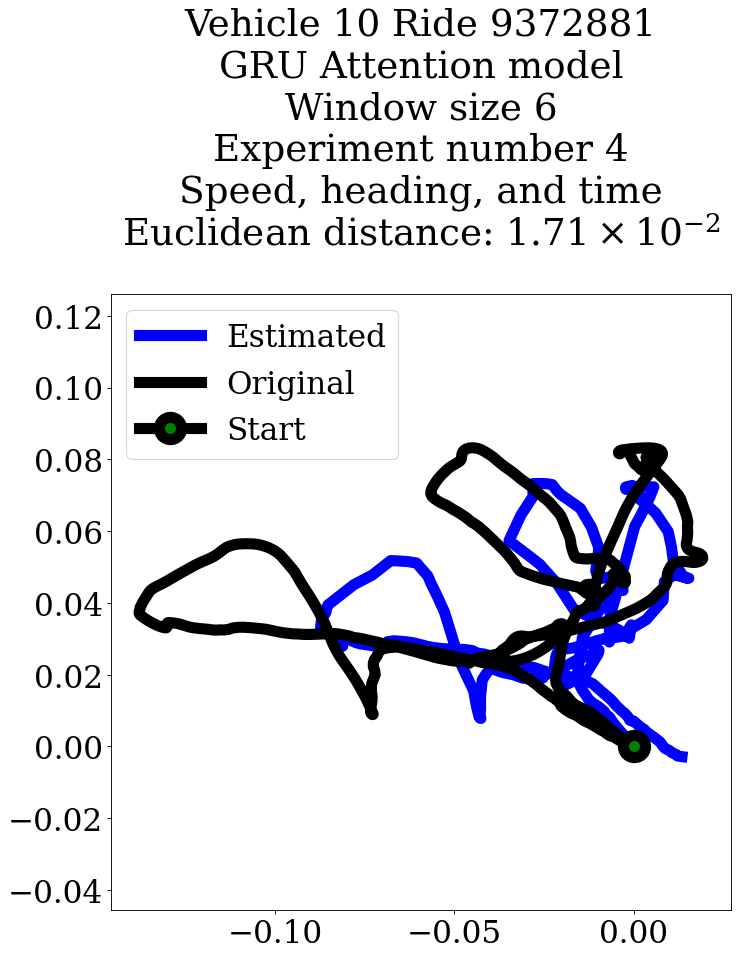 Vehicle 10 Ride 9372881
GRU Attention model
Window size 6
Experiment number 4
Speed, heading, and time
Euclidean distance: 1.71 × 10⁻²
Estimated
Original
Start
0.12
0.10
0.08
0.06
0.04
0.02
0.00
−0.02
−0.04
−0.10
−0.05
0.00